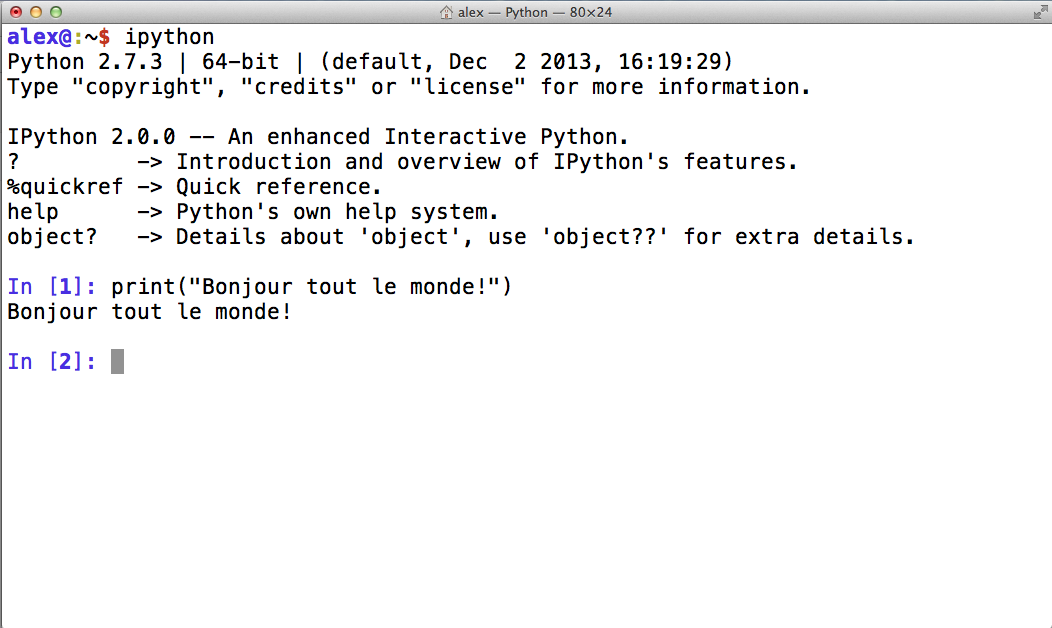 alex — Python — 80×24
alex@:~$ ipython
Python 2.7.3 | 64-bit | (default, Dec  2 2013, 16:19:29)
Type "copyright", "credits" or "license" for more information.
IPython 2.0.0 -- An enhanced Interactive Python.
?         -> Introduction and overview of IPython's features.
%quickref -> Quick reference.
help      -> Python's own help system.
object?   -> Details about 'object', use 'object??' for extra details.
In [1]: print("Bonjour tout le monde!")
Bonjour tout le monde!
In [2]: